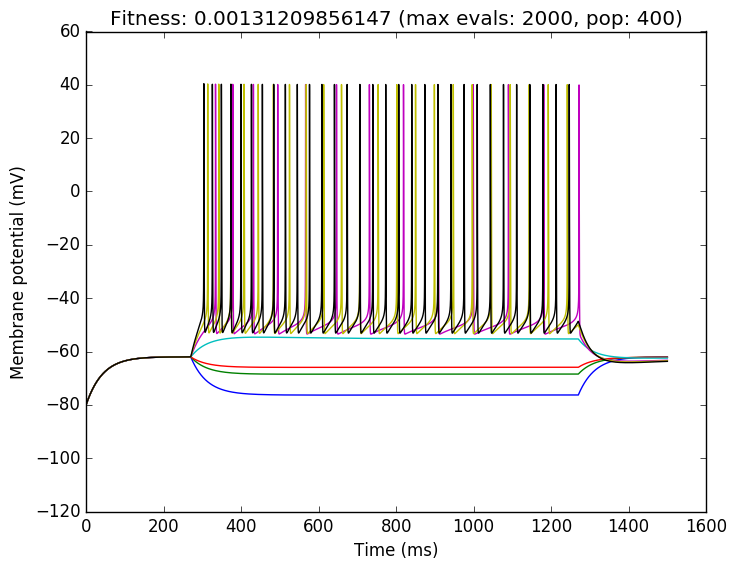 Fitness: 0.00131209856147 (max evals: 2000, pop: 400)
60
40
20
0
−20
−40
−60
−80
−100
−120
Membrane potential (mV)
0 200 400 600 800 1000 1200 1400 1600
Time (ms)